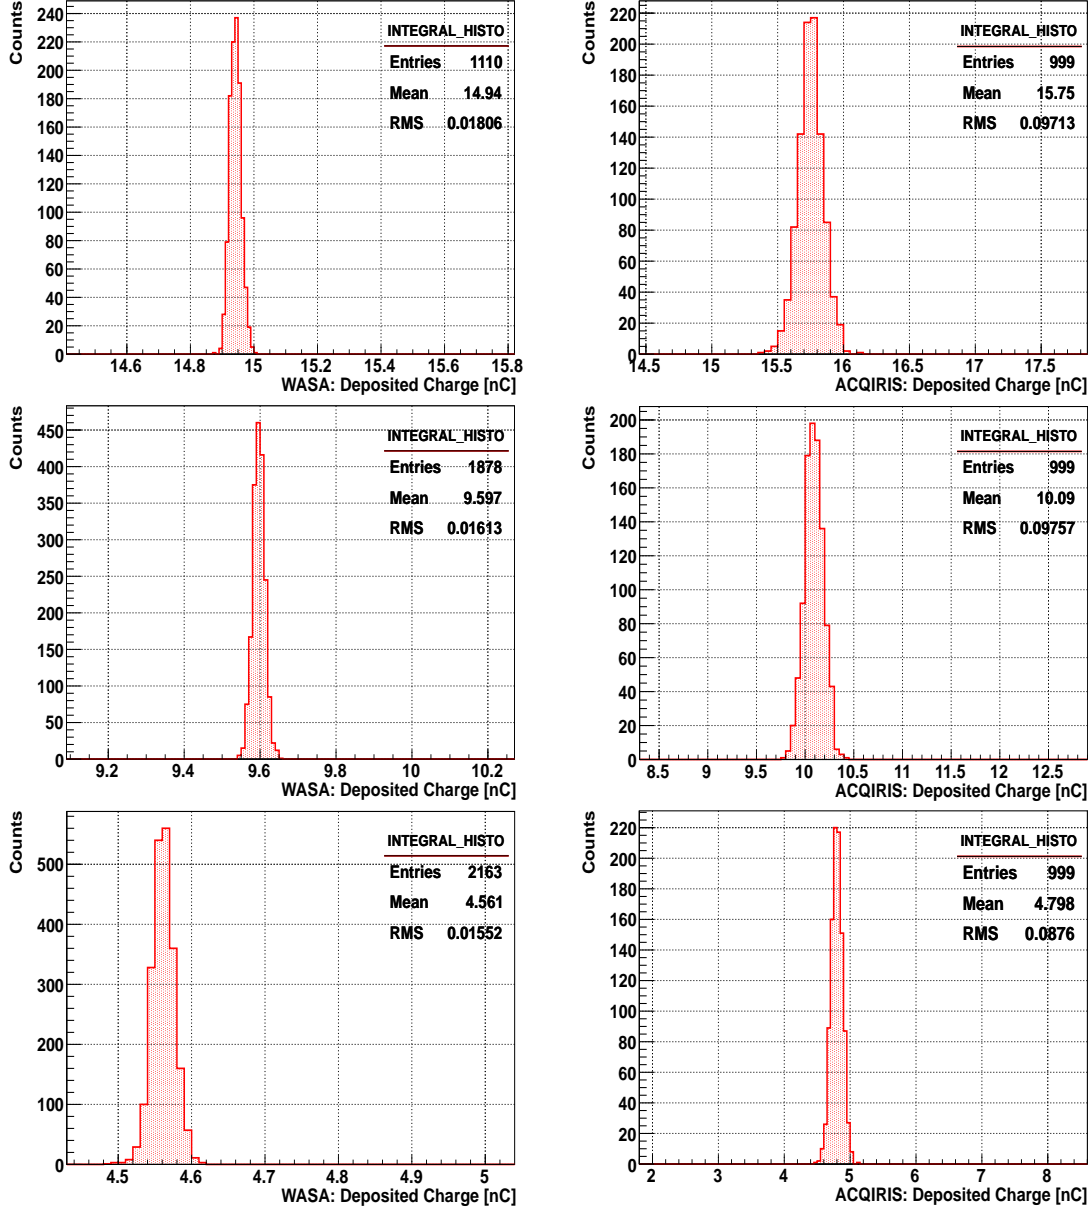 Counts
INTEGRAL_HISTO
Entries 1110
Mean 14.94
RMS 0.01806
240
220
200
180
160
140
120
100
80
60
40
20
0
14.6 14.8 15 15.2 15.4 15.6 15.8
WASA: Deposited Charge [nC]
Counts
INTEGRAL_HISTO
Entries 999
Mean 15.75
RMS 0.09713
220
200
180
160
140
120
100
80
60
40
20
0
14.5 15 15.5 16 16.5 17 17.5
ACQIRIS: Deposited Charge [nC]
Counts
INTEGRAL_HISTO
Entries 1878
Mean 9.597
RMS 0.01613
450
400
350
300
250
200
150
100
50
0
9.2 9.4 9.6 9.8 10 10.2
WASA: Deposited Charge [nC]
Counts
INTEGRAL_HISTO
Entries 999
Mean 10.09
RMS 0.09757
200
180
160
140
120
100
80
60
40
20
0
8.5 9 9.5 10 10.5 11 11.5 12 12.5
ACQIRIS: Deposited Charge [nC]
Counts
INTEGRAL_HISTO
Entries 2163
Mean 4.561
RMS 0.01552
500
400
300
200
100
0
4.5 4.6 4.7 4.8 4.9 5
WASA: Deposited Charge [nC]
Counts
INTEGRAL_HISTO
Entries 999
Mean 4.798
RMS 0.0876
220
200
180
160
140
120
100
80
60
40
20
0
2 3 4 5 6 7 8
ACQIRIS: Deposited Charge [nC]